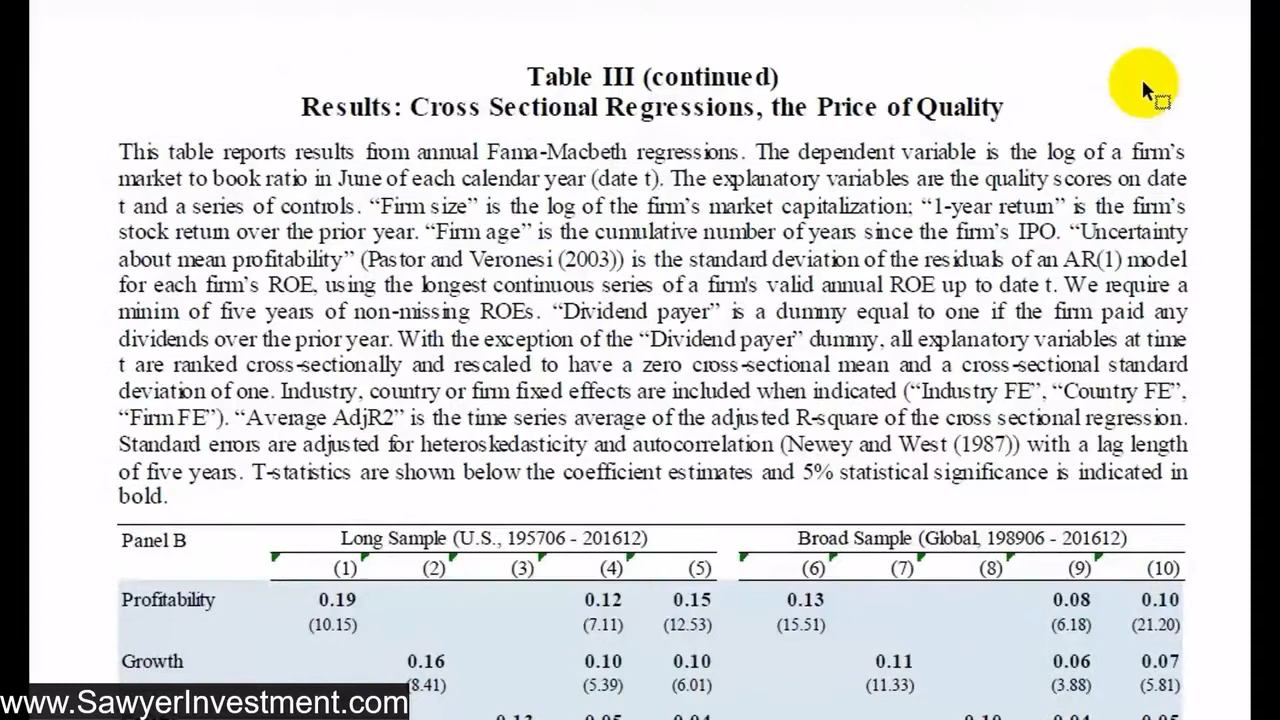 Table III (continued)
Results: Cross Sectional Regressions, the Price of Quality
This table reports results from annual Fama-Macbeth regressions. The dependent variable is the log of a firm's
market to book ratio in June of each calendar year (date t). The explanatory variables are the quality scores on date
t and a series of controls. “Firm size” is the log of the firm's market capitalization; “1-year return” is the firm's
stock return over the prior year. “Firm age” is the cumulative number of years since the firm's IPO. “Uncertainty
about mean profitability” (Pastor and Veronesi (2003)) is the standard deviation of the residuals of an AR(1) model
for each firm's ROE, using the longest continuous series of a firm's valid annual ROE up to date t. We require a
minim of five years of non-missing ROEs. “Dividend payer” is a dummy equal to one if the firm paid any
dividends over the prior year. With the exception of the “Dividend payer” dummy, all explanatory variables at time
t are ranked cross-sectionally and rescaled to have a zero cross-sectional mean and a cross-sectional standard
deviation of one. Industry, country or firm fixed effects are included when indicated (“Industry FE”, “Country FE”,
“Firm FE”). “Average AdjR2” is the time series average of the adjusted R-square of the cross sectional regression.
Standard errors are adjusted for heteroskedasticity and autocorrelation (Newey and West (1987)) with a lag length
of five years. T-statistics are shown below the coefficient estimates and 5% statistical significance is indicated in
bold.
Panel B Long Sample (U.S., 195706 - 201612) Broad Sample (Global, 198906 - 201612)
(1) (2) (3) (4) (5) (6) (7) (8) (9) (10)
Profitability 0.19 0.12 0.15 0.13 0.08 0.10
(10.15) (7.11) (12.53) (15.51) (6.18) (21.20)
Growth 0.16 0.10 0.10 0.11 0.06 0.07
(8.41) (5.39) (6.01) (11.33) (3.88) (5.81)
www.SawyerInvestment.com